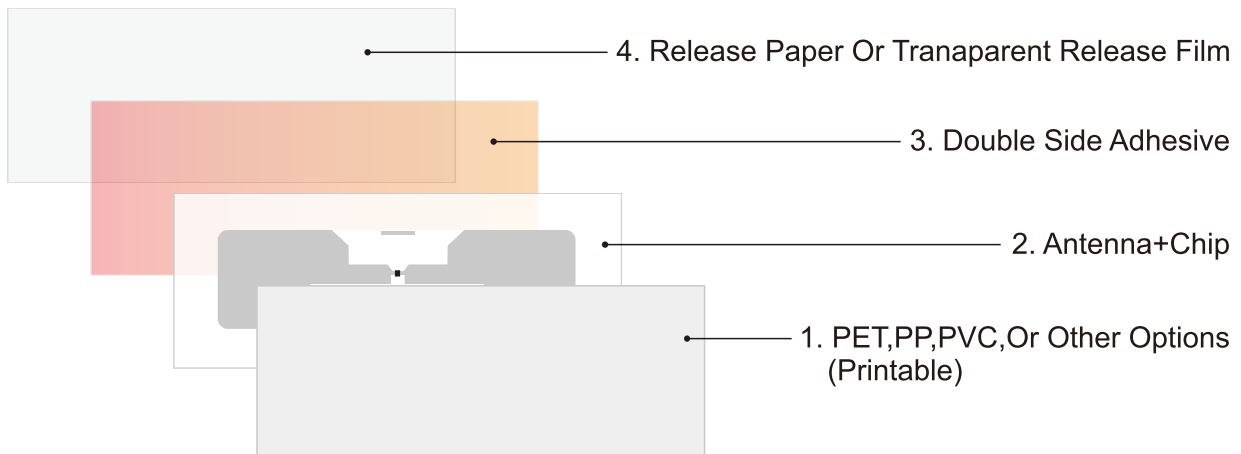 4. Release Paper Or Tranaparent Release Film
3. Double Side Adhesive
2. Antenna+Chip
1. PET,PP,PVC,Or Other Options
(Printable)